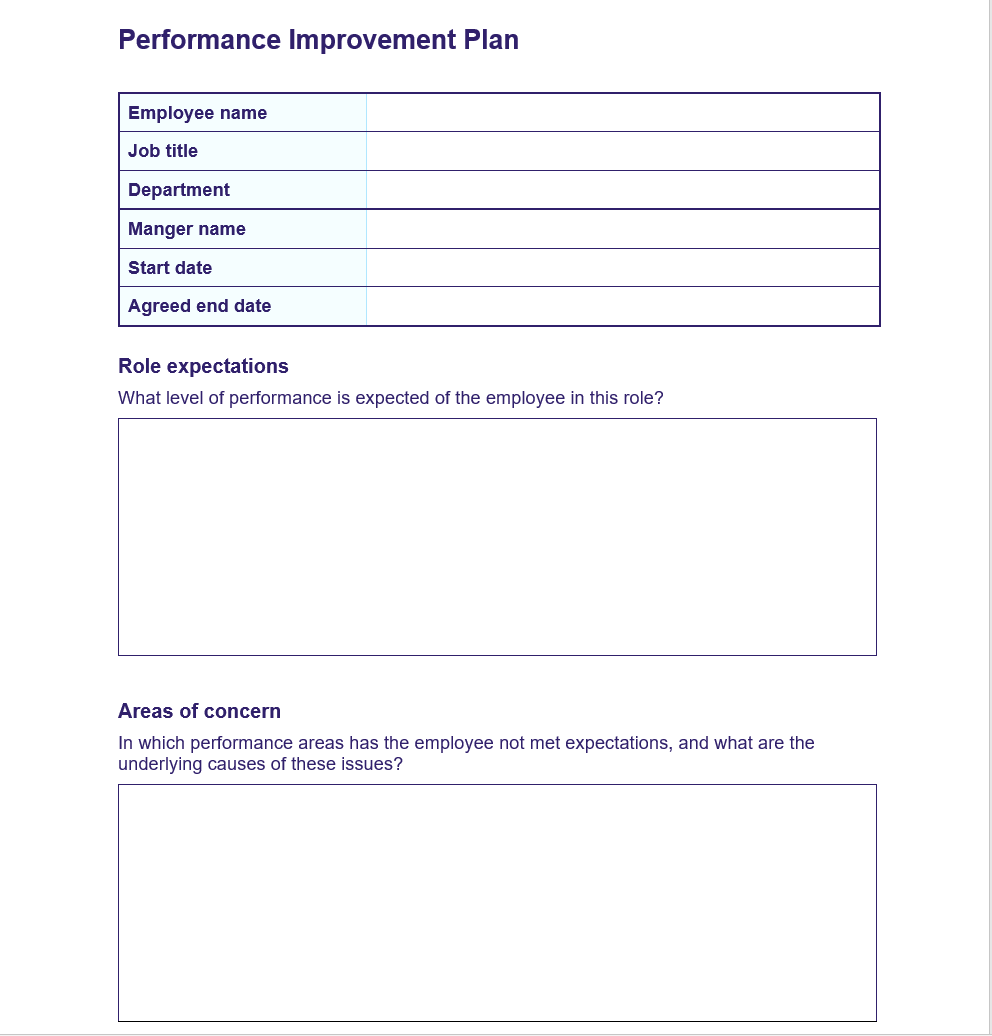 Performance Improvement Plan
Employee name
Job title
Department
Manger name
Start date
Agreed end date
Role expectations
What level of performance is expected of the employee in this role?
Areas of concern
In which performance areas has the employee not met expectations, and what are the
underlying causes of these issues?